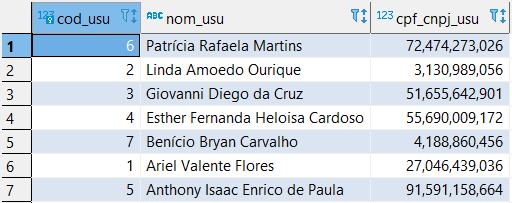 123 cod_usu ABC nom_usu 123 cpf_cnpj_usu
1 6 Patrícia Rafaela Martins 72,474,273,026
2 2 Linda Amoedo Ourique 3,130,989,056
3 3 Giovanni Diego da Cruz 51,655,642,901
4 4 Esther Fernanda Heloisa Cardoso 55,690,009,172
5 7 Benício Bryan Carvalho 4,188,860,456
6 1 Ariel Valente Flores 27,046,439,036
7 5 Anthony Isaac Enrico de Paula 91,591,158,664